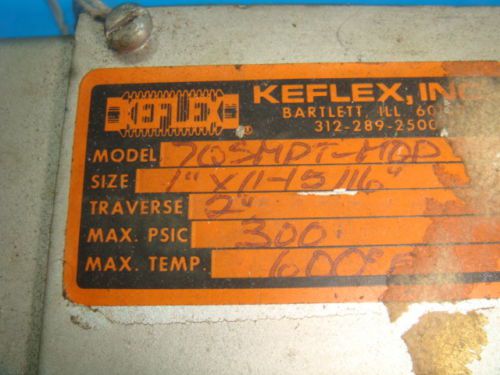 KEFLEX
KEFLEX, INC
BARTLETT, ILL. 60
312-289-2500
MODEL 70SMPT-MOD
SIZE 1" X 11-15/16"
TRAVERSE 2"
MAX. PSIG 300
MAX. TEMP. 600°F